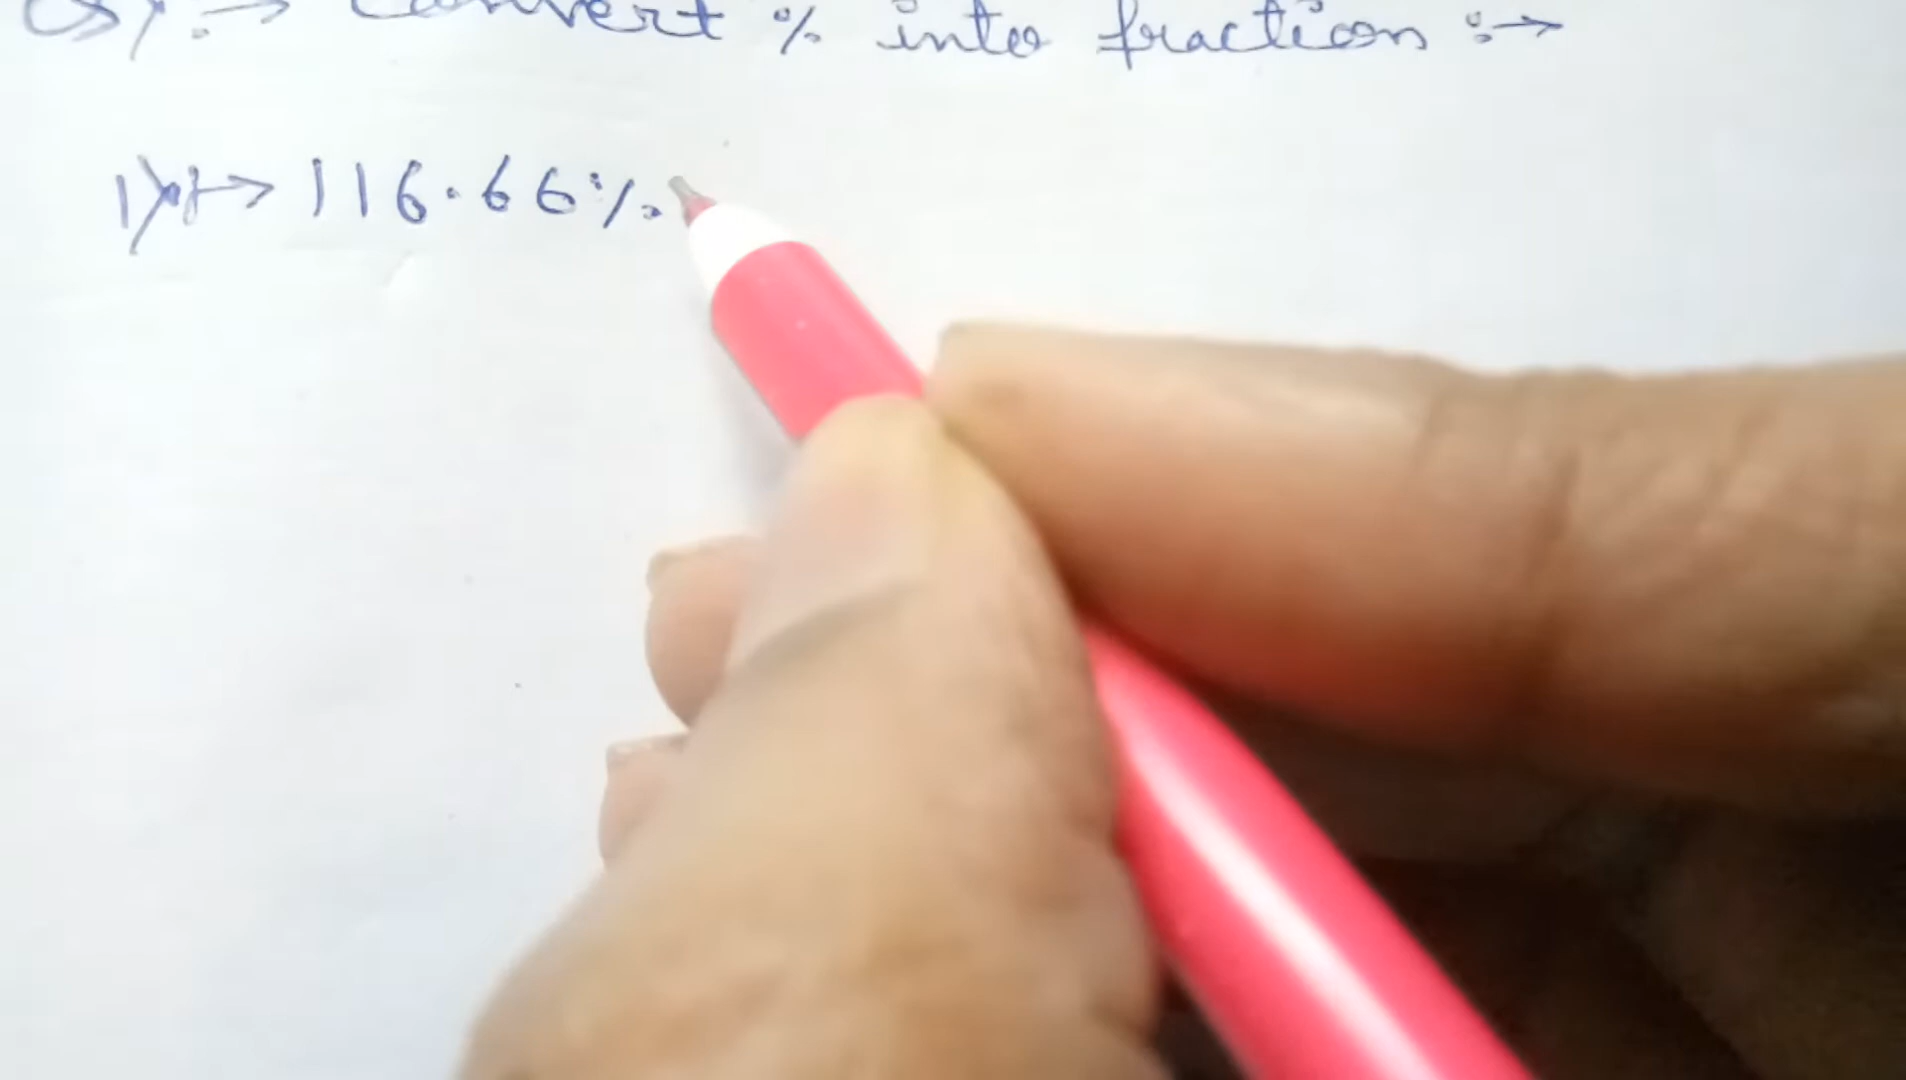 Convert % into fraction :→
1) :→ 116.66%